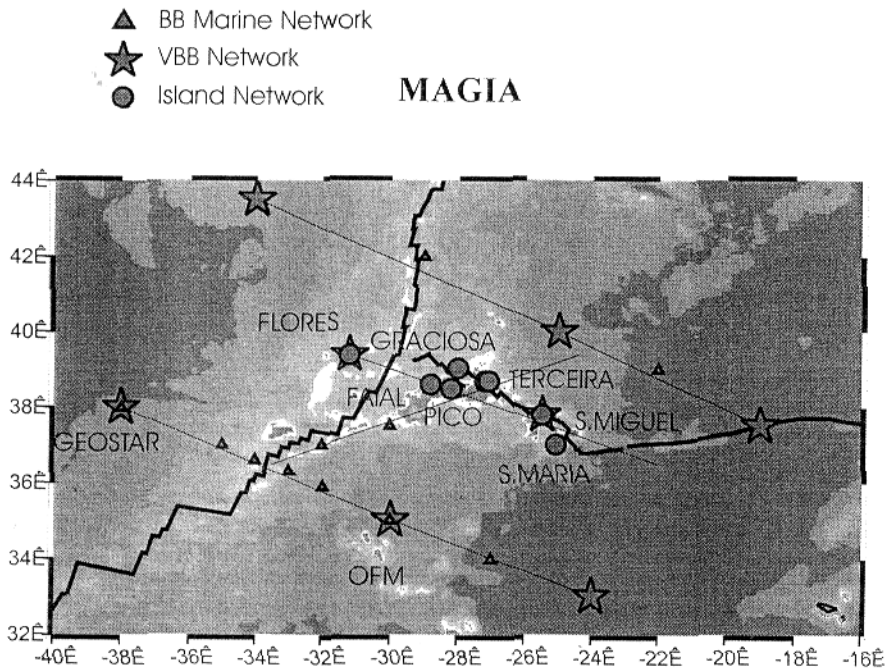 BB Marine Network
VBB Network
Island Network
MAGIA
44Ê
42Ê
40Ê
38Ê
36Ê
34Ê
32Ê
FLORES
GRACIOSA
TERCEIRA
FAIAL
PICO
S.MIGUEL
GEOSTAR
S.MARIA
OFM
-40Ê -38Ê -36Ê -34Ê -32Ê -30Ê -28Ê -26Ê -24Ê -22Ê -20Ê -18Ê -16Ê